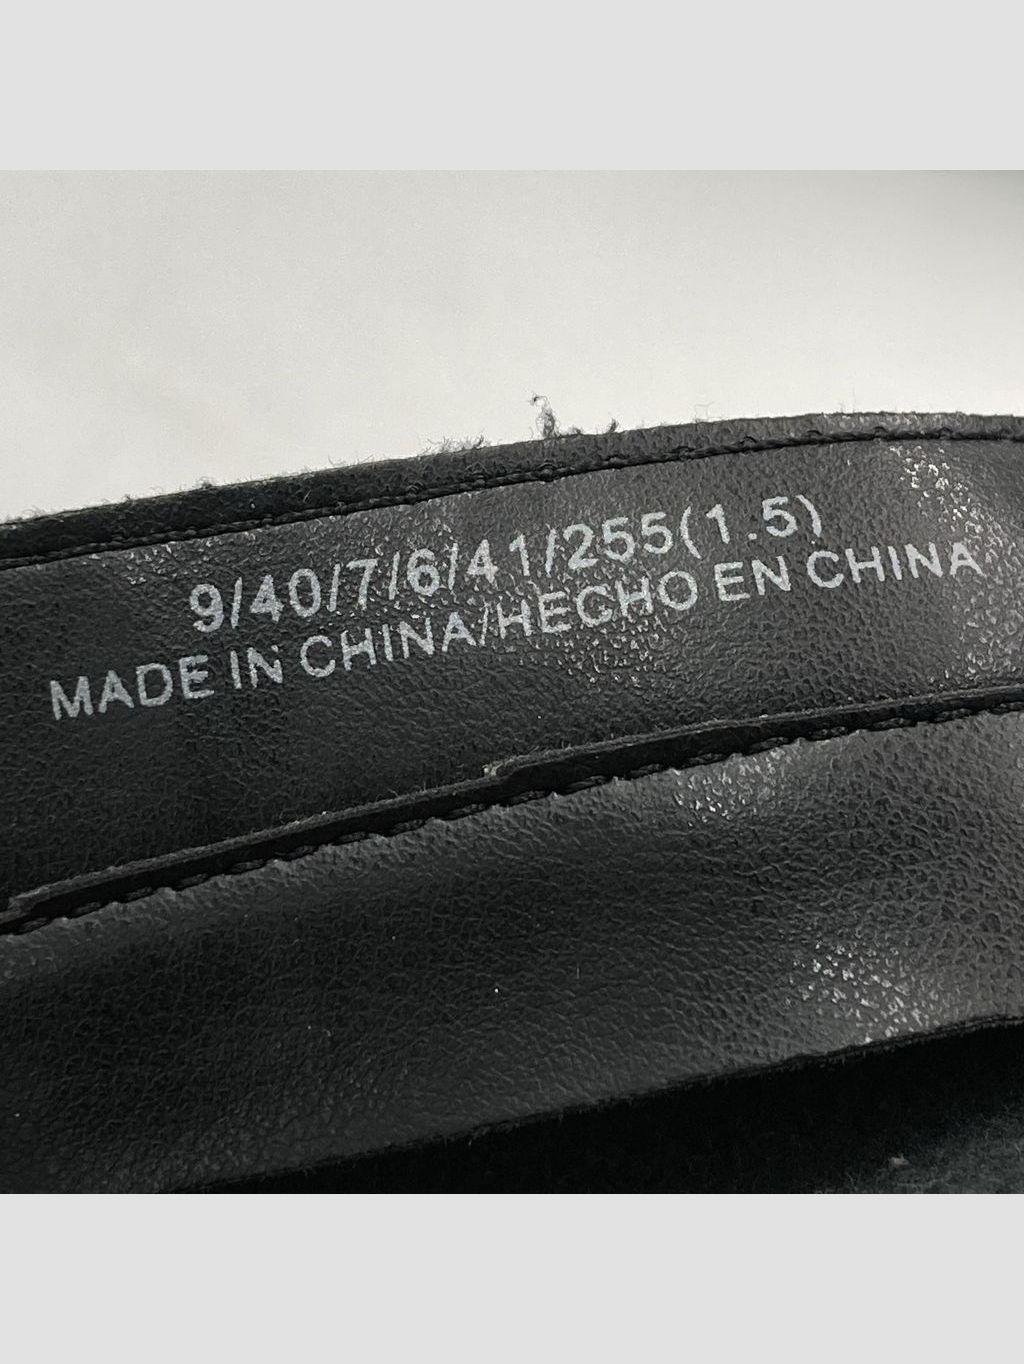 9/40/7/6/41/255(1.5)
MADE IN CHINA/HECHO EN CHINA